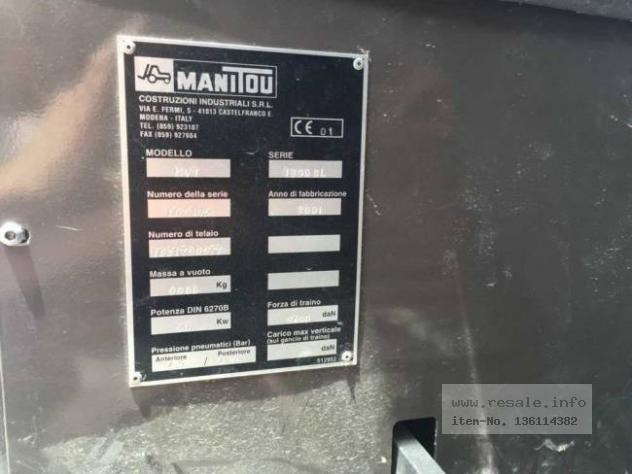 MANITOU
COSTRUZIONI INDUSTRIALI S.R.L.
VIA E. FERMI, 5 - 41013 CASTELFRANCO E.
MODENA - ITALY
TEL. (059) 923187
FAX (059) 927664
CE 01
MODELLO SERIE
Numero della serie Anno di fabbricazione
2001
Numero di telaio
Massa a vuoto
Kg
Potenza DIN 6270B Forza di traino
Kw daN
Pressione pneumatici (Bar) Carico max verticale
(sul gancio di traino)
Anteriore / Posteriore daN
www.resale.info
item-No. 136114382